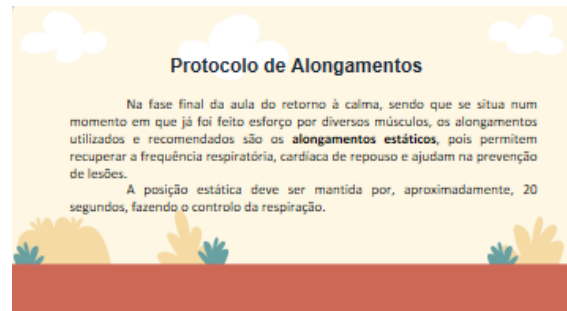 Protocolo de Alongamentos
Na fase final da aula do retorno à calma, sendo que se situa num
momento em que já foi feito esforço por diversos músculos, os alongamentos
utilizados e recomendados são os alongamentos estáticos, pois permitem
recuperar a frequência respiratória, cardíaca de repouso e ajudam na prevenção
de lesões.
A posição estática deve ser mantida por, aproximadamente, 20
segundos, fazendo o controlo da respiração.